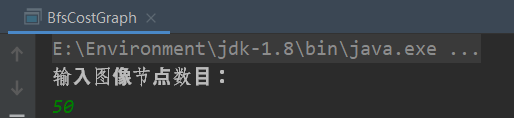 BfsCostGraph
E:\Environment\jdk-1.8\bin\java.exe ...
输入图像节点数目：
50